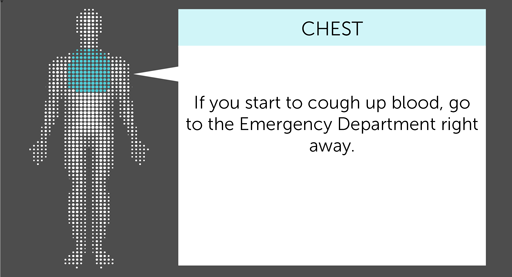 CHEST
If you start to cough up blood, go
to the Emergency Department right
away.